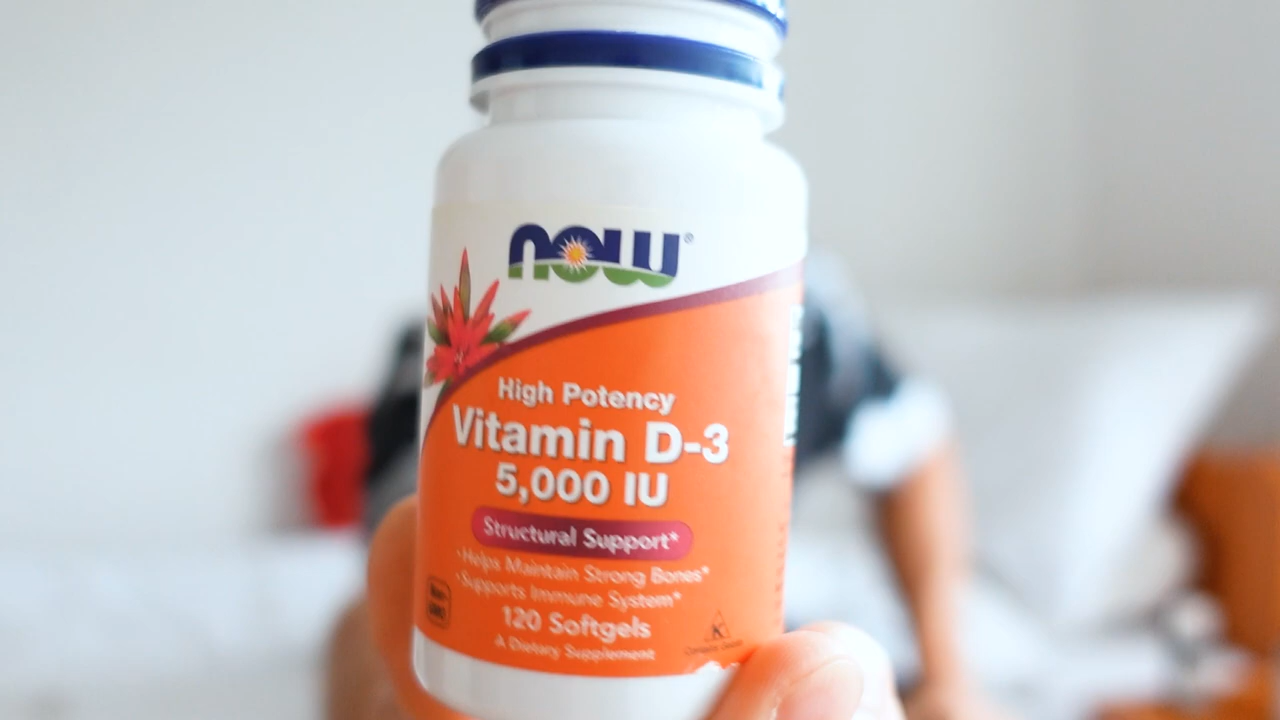 now®
High Potency
Vitamin D-3
5,000 IU
Structural Support*
•Helps Maintain Strong Bones*
•Supports Immune System*
120 Softgels
A Dietary Supplement
K